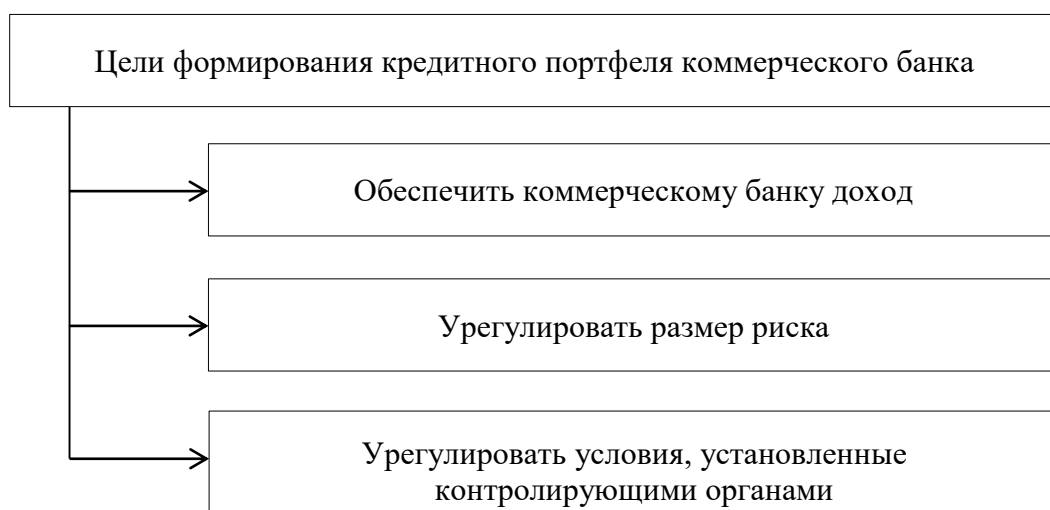 Цели формирования кредитного портфеля коммерческого банка
Обеспечить коммерческому банку доход
Урегулировать размер риска
Урегулировать условия, установленные
контролирующими органами